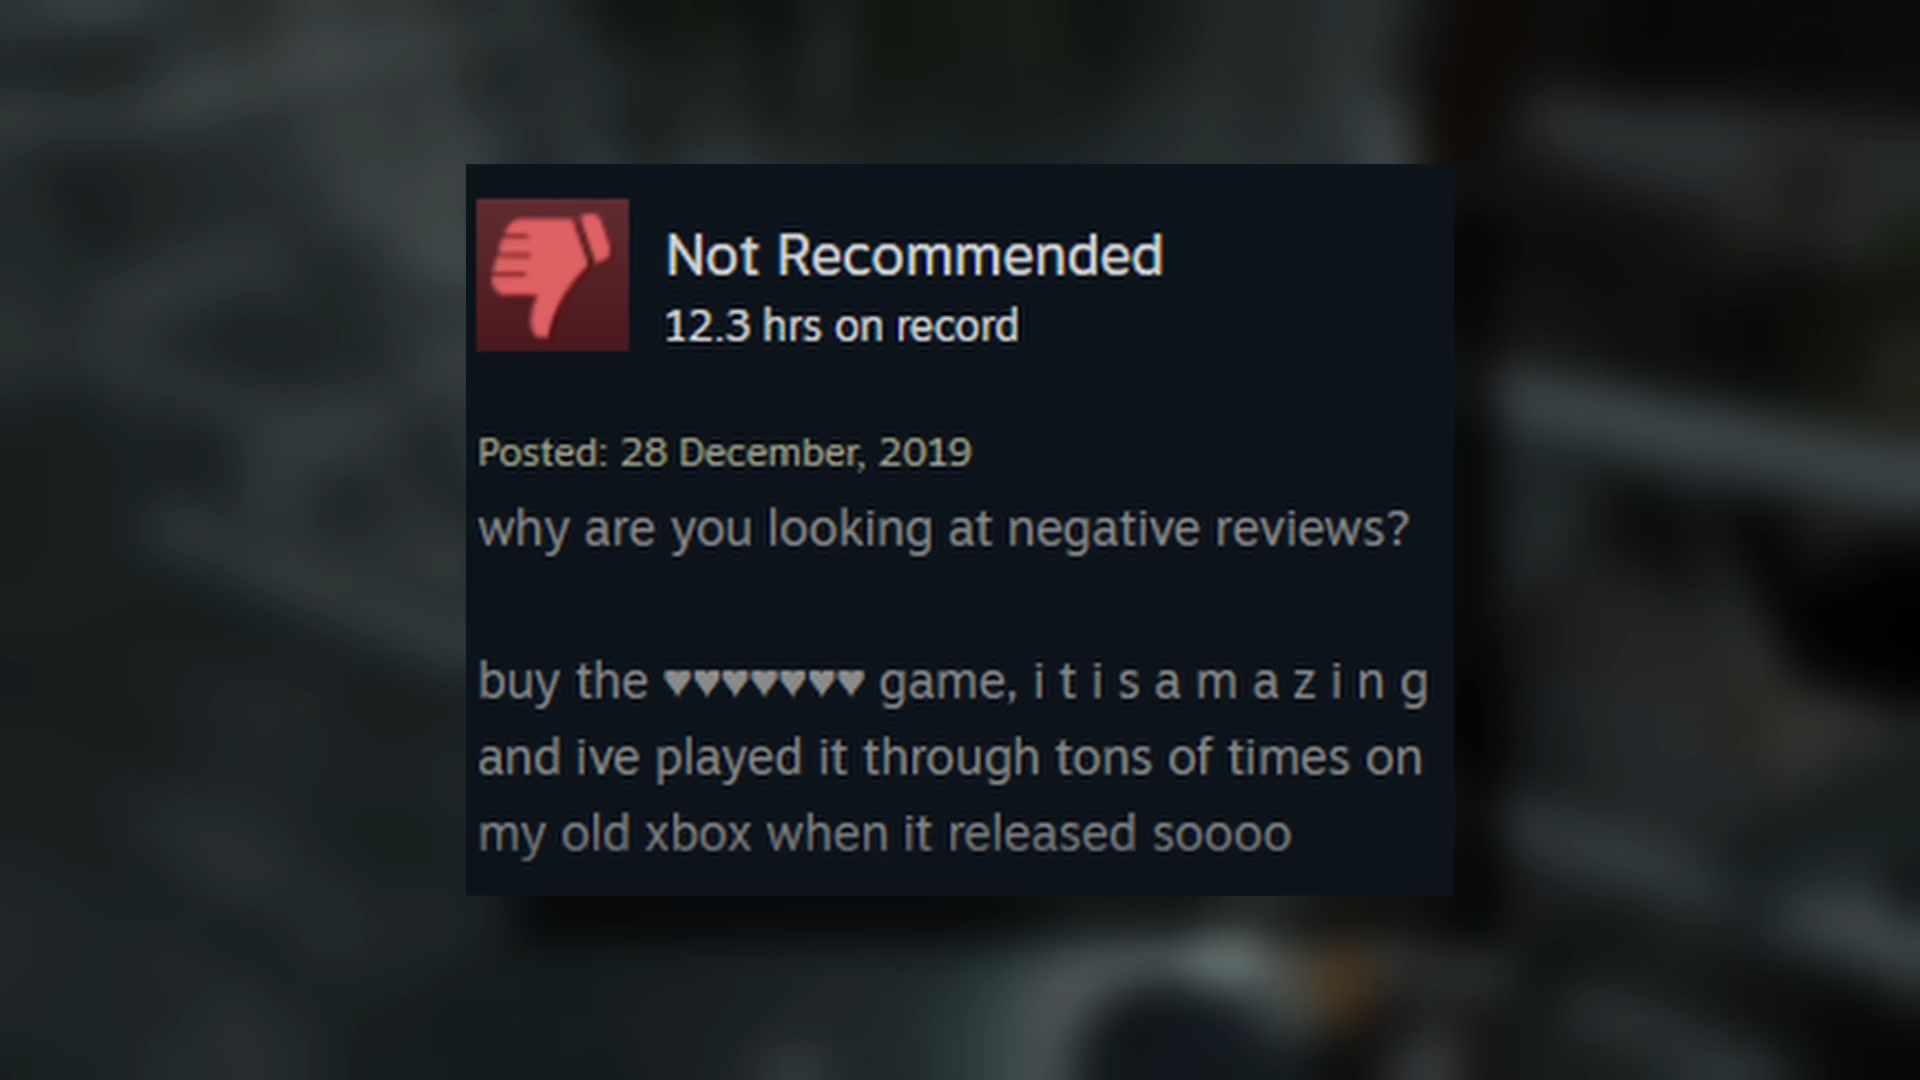 Not Recommended
12.3 hrs on record
Posted: 28 December, 2019
why are you looking at negative reviews?
buy the ♥♥♥♥♥♥♥ game, i t i s a m a z i n g
and ive played it through tons of times on
my old xbox when it released soooo